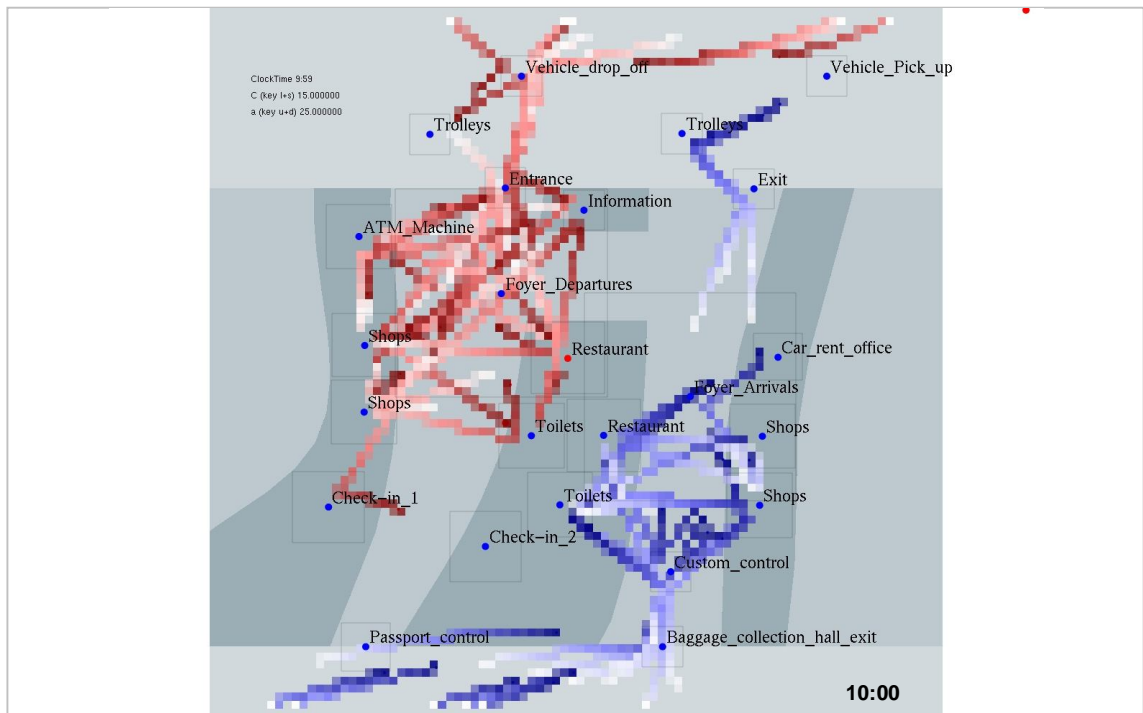 Vehicle_drop_off
Vehicle_Pick_up
ClockTime 9:59
C (key l+s) 15.000000
a (key u+d) 25.000000
Trolleys
Trolleys
Entrance
Exit
Information
ATM_Machine
Foyer_Departures
Shops
Restaurant
Car_rent_office
Foyer_Arrivals
Shops
Toilets
Restaurant
Shops
Check-in_1
Toilets
Shops
Check-in_2
Custom_control
Passport_control
Baggage_collection_hall_exit
10:00